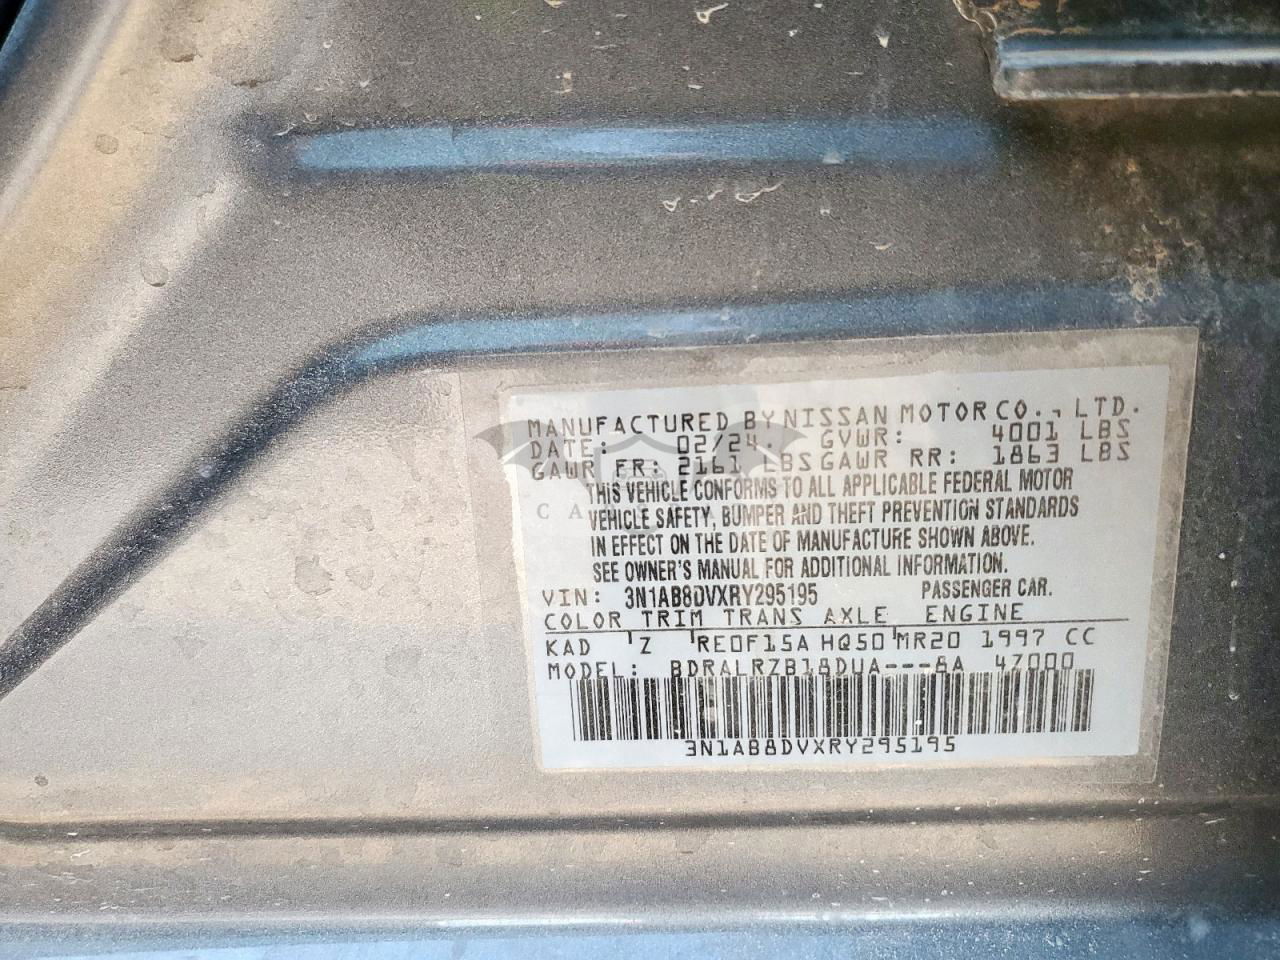 MANUFACTURED BY NISSAN MOTOR CO., LTD.
DATE: 02/24 GVWR: 4001 LBS
GAWR FR: 2161 LBS GAWR RR: 1863 LBS
THIS VEHICLE CONFORMS TO ALL APPLICABLE FEDERAL MOTOR
VEHICLE SAFETY, BUMPER AND THEFT PREVENTION STANDARDS
IN EFFECT ON THE DATE OF MANUFACTURE SHOWN ABOVE.
SEE OWNER'S MANUAL FOR ADDITIONAL INFORMATION.
VIN: 3N1AB8DVXRY295195 PASSENGER CAR.
COLOR TRIM TRANS AXLE ENGINE
KAD Z RE0F15A HQ50 MR20 1997 CC
MODEL: BDRALRZB18DUA---8A 4Z000
3N1AB8DVXRY295195